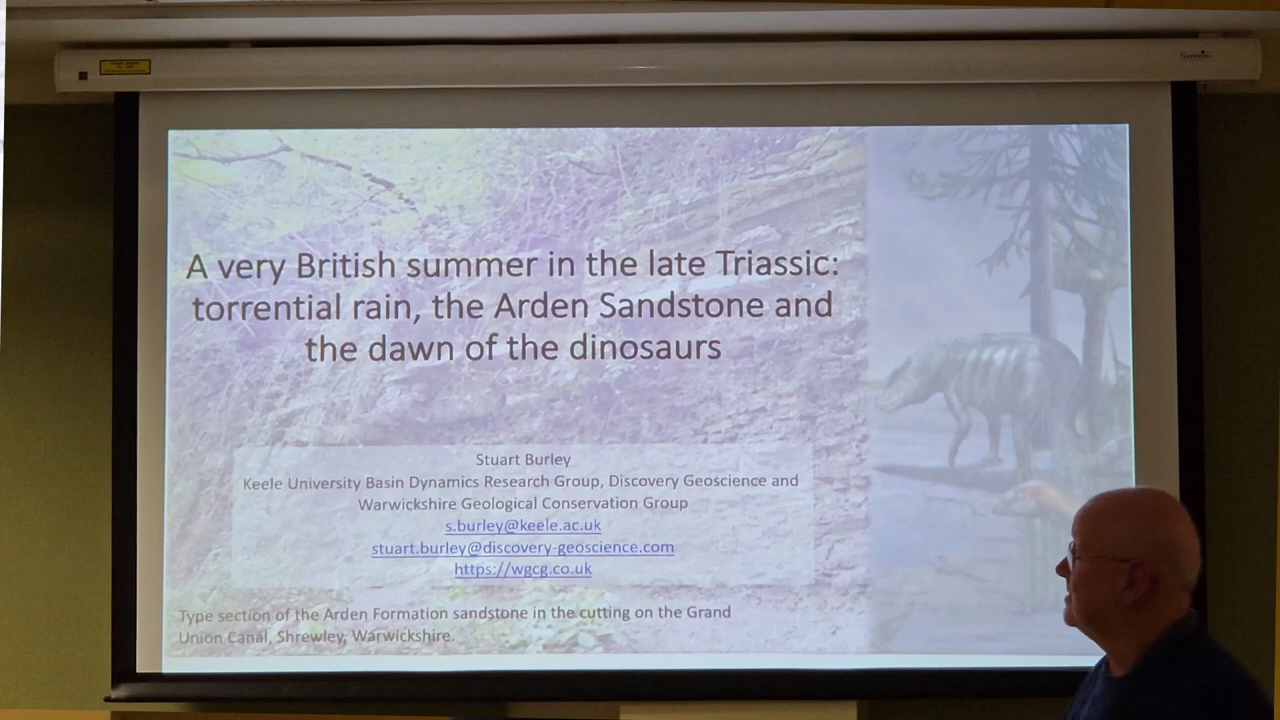 A very British summer in the late Triassic:
torrential rain, the Arden Sandstone and
the dawn of the dinosaurs
Stuart Burley
Keele University Basin Dynamics Research Group, Discovery Geoscience and
Warwickshire Geological Conservation Group
s.burley@keele.ac.uk
stuart.burley@discovery-geoscience.com
https://wgcg.co.uk
Type section of the Arden Formation sandstone in the cutting on the Grand
Union Canal, Shrewley, Warwickshire.